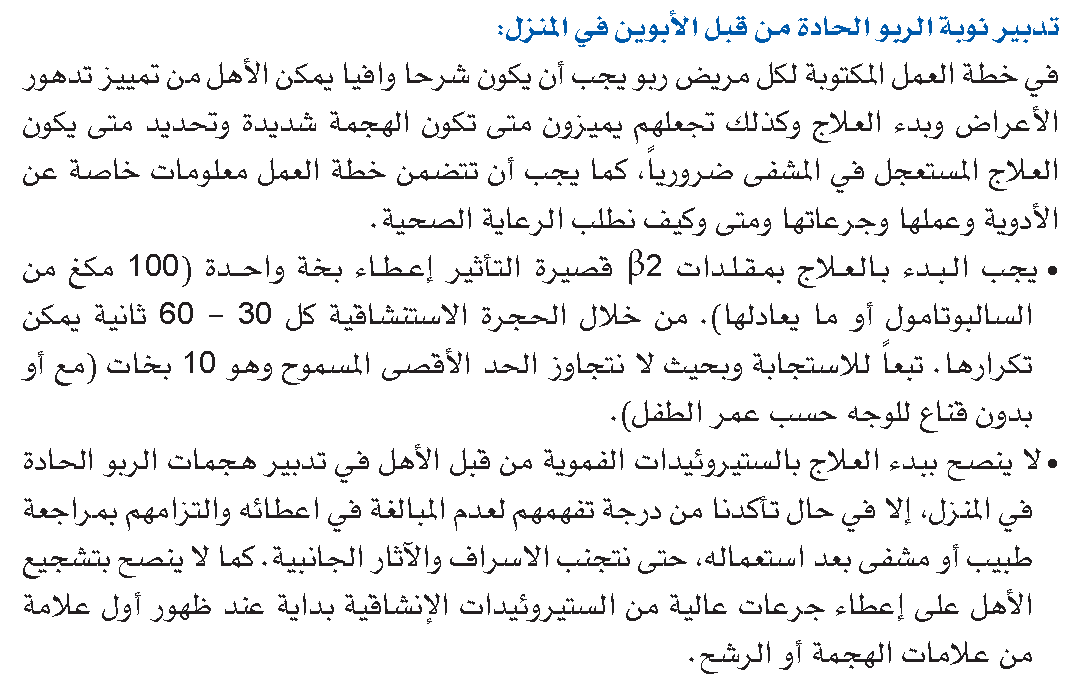 تدبير نوبة الربو الحادة من قبل الأبوين في المنزل:
في خطة العمل المكتوبة لكل مريض ربو يجب أن يكون شرحا وافيا يمكن الأهل من تمييز تدهور
الأعراض وبدء العلاج وكذلك تجعلهم يميزون متى تكون الهجمة شديدة وتحديد متى يكون
العلاج المستعجل في المشفى ضرورياً، كما يجب أن تتضمن خطة العمل معلومات خاصة عن
الأدوية وعملها وجرعاتها ومتى وكيف نطلب الرعاية الصحية.
• يجب البدء بالعلاج بمقلدات β2 قصيرة التأثير إعطاء بخة واحدة (100 مكغ من
السالبوتامول أو ما يعادلها). من خلال الحجرة الاستنشاقية كل 30 – 60 ثانية يمكن
تكرارها. تبعاً للاستجابة وبحيث لا نتجاوز الحد الأقصى المسموح وهو 10 بخات (مع أو
بدون قناع للوجه حسب عمر الطفل).
• لا ينصح ببدء العلاج بالستيروئيدات الفموية من قبل الأهل في تدبير هجمات الربو الحادة
في المنزل، إلا في حال تأكدنا من درجة تفهمهم لعدم المبالغة في اعطائه والتزامهم بمراجعة
طبيب أو مشفى بعد استعماله، حتى نتجنب الاسراف والآثار الجانبية. كما لا ينصح بتشجيع
الأهل على إعطاء جرعات عالية من الستيروئيدات الإنشاقية بداية عند ظهور أول علامة
من علامات الهجمة أو الرشح.